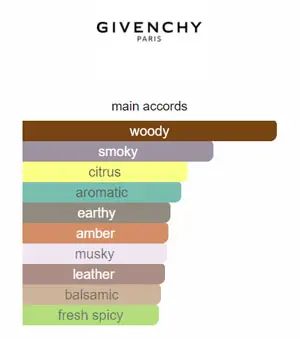 GIVENCHY
PARIS
main accords
woody
smoky
citrus
aromatic
earthy
amber
musky
leather
balsamic
fresh spicy